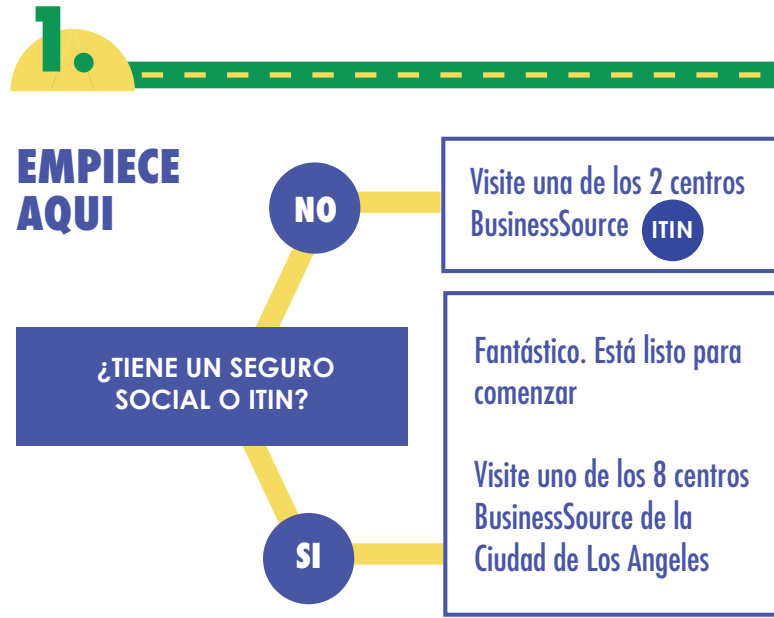 1.
EMPIECE
AQUI
NO
Visite una de los 2 centros
BusinessSource ITIN
¿TIENE UN SEGURO
SOCIAL O ITIN?
Fantástico. Está listo para
comenzar
Visite uno de los 8 centros
BusinessSource de la
Ciudad de Los Angeles
SI